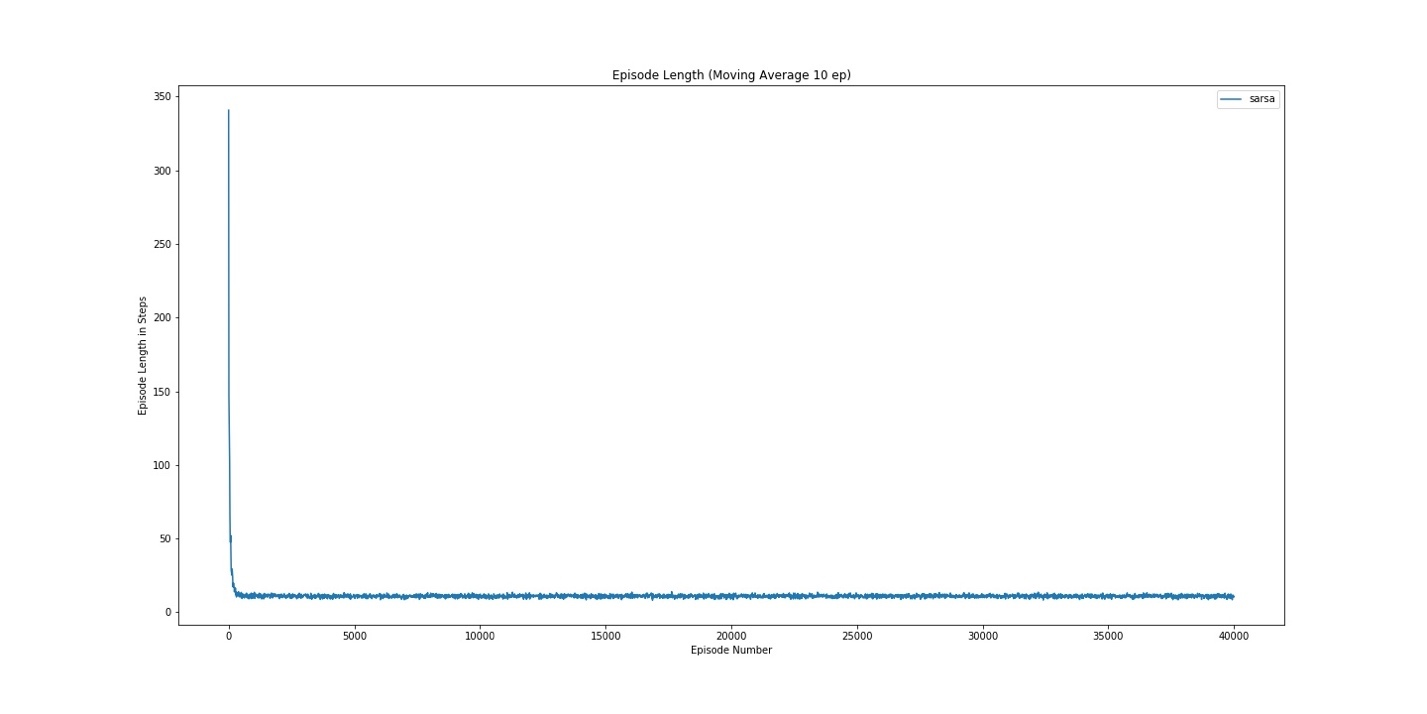 Episode Length (Moving Average 10 ep)
sarsa
350
300
250
200
150
100
50
0
Episode Length in Steps
0 5000 10000 15000 20000 25000 30000 35000 40000
Episode Number